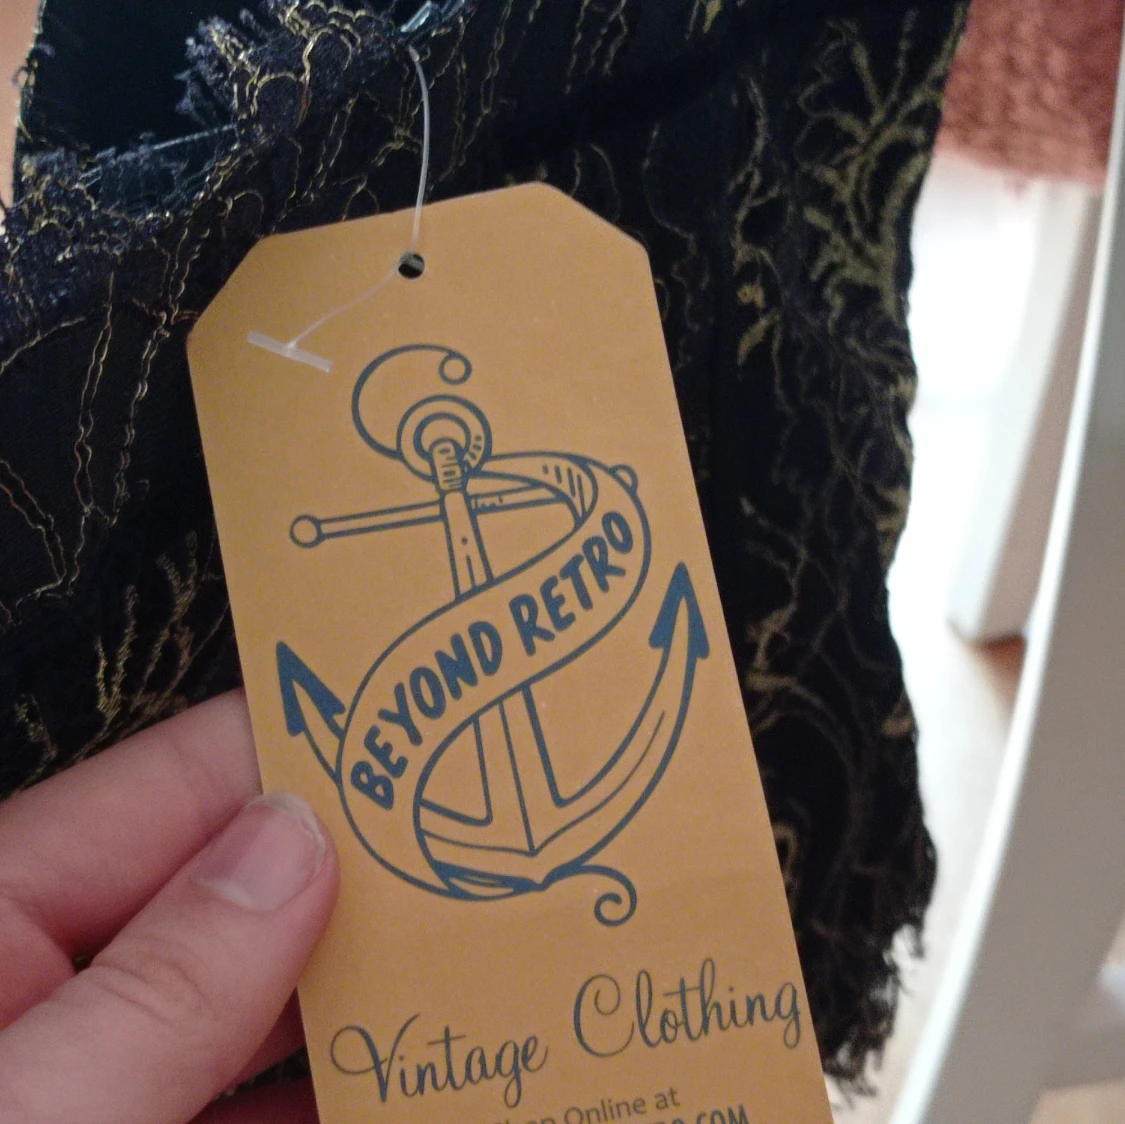 BEYOND RETRO
Vintage Clothing
Online at